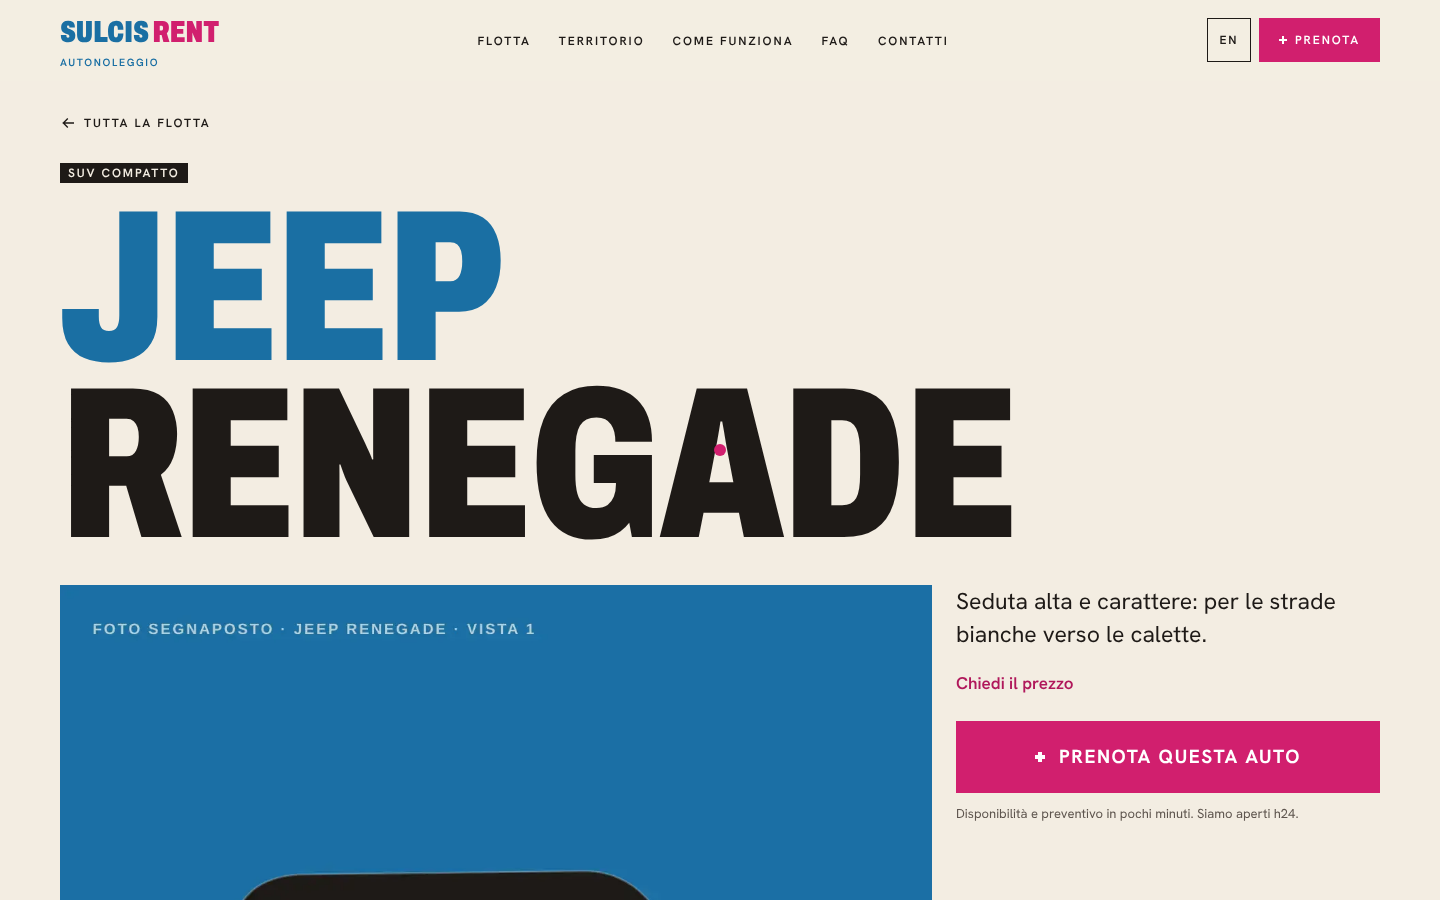 SULCIS RENT
AUTONOLEGGIO
FLOTTA
TERRITORIO
COME FUNZIONA
FAQ
CONTATTI
EN
+ PRENOTA
← TUTTA LA FLOTTA
SUV COMPATTO
JEEP
RENEGADE
FOTO SEGNAPOSTO · JEEP RENEGADE · VISTA 1
Seduta alta e carattere: per le strade
bianche verso le calette.
Chiedi il prezzo
+ PRENOTA QUESTA AUTO
Disponibilità e preventivo in pochi minuti. Siamo aperti h24.